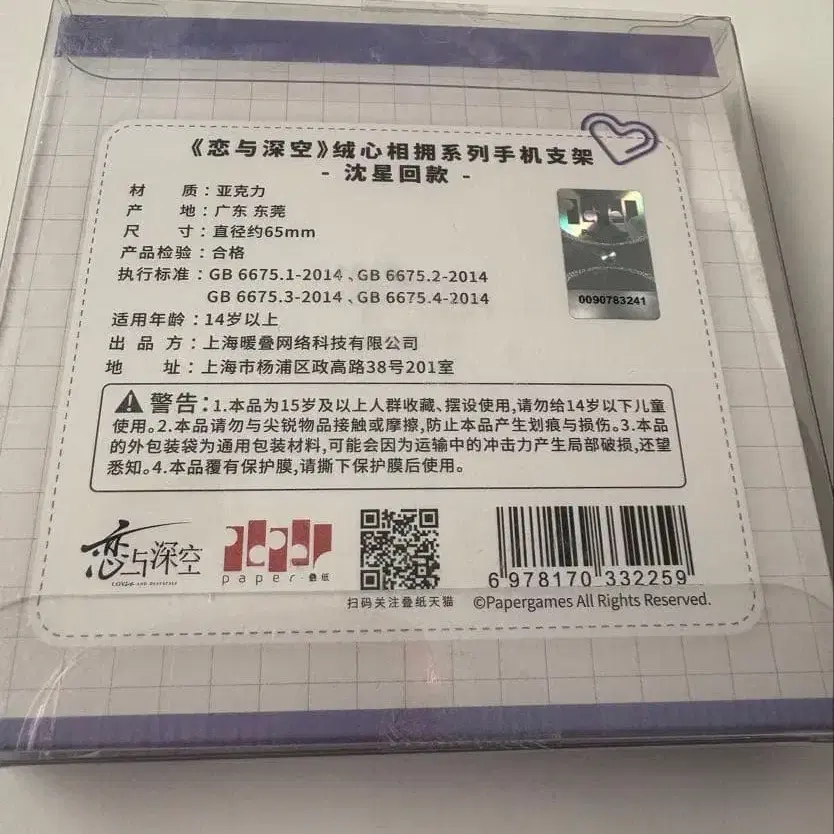 《恋与深空》绒心相拥系列手机支架
- 沈星回款 -
材 质：亚克力
产 地：广东 东莞
尺 寸：直径约65mm
产品检验：合格
执行标准：GB 6675.1-2014、GB 6675.2-2014
GB 6675.3-2014、GB 6675.4-2014
适用年龄：14岁以上
出 品 方：上海暖叠网络科技有限公司
地 址：上海市杨浦区政高路38号201室
0090783241
警告：1.本品为15岁及以上人群收藏、摆设使用,请勿给14岁以下儿童
使用。2.本品请勿与尖锐物品接触或摩擦,防止本品产生划痕与损伤。3.本品
的外包装袋为通用包装材料,可能会因为运输中的冲击力产生局部破损,还望
悉知。4.本品覆有保护膜,请撕下保护膜后使用。
恋与深空
LOVE AND DEEPSPACE
paper
paper·叠纸
扫码关注叠纸天猫
6 978170 332259
©Papergames All Rights Reserved.